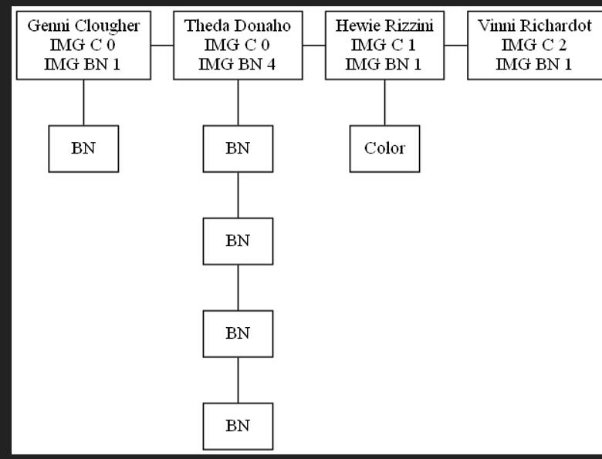 Genni Clougher
IMG C 0
IMG BN 1
Theda Donaho
IMG C 0
IMG BN 4
Hewie Rizzini
IMG C 1
IMG BN 1
Vinni Richardot
IMG C 2
IMG BN 1
BN
BN
Color
BN
BN
BN